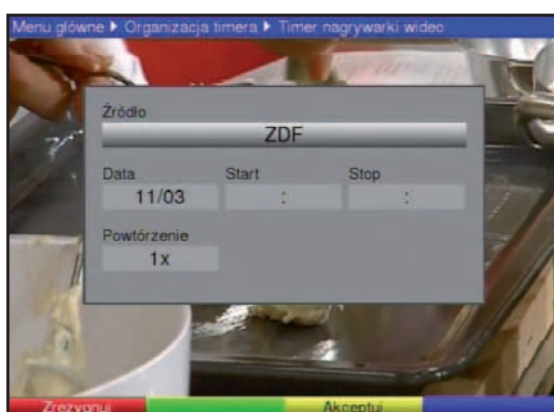 Menu główne ▶ Organizacja timera ▶ Timer nagrywarki wideo
Źródło
ZDF
Data Start Stop
11/03 : :
Powtórzenie
1x
Zrezygnuj Akceptuj